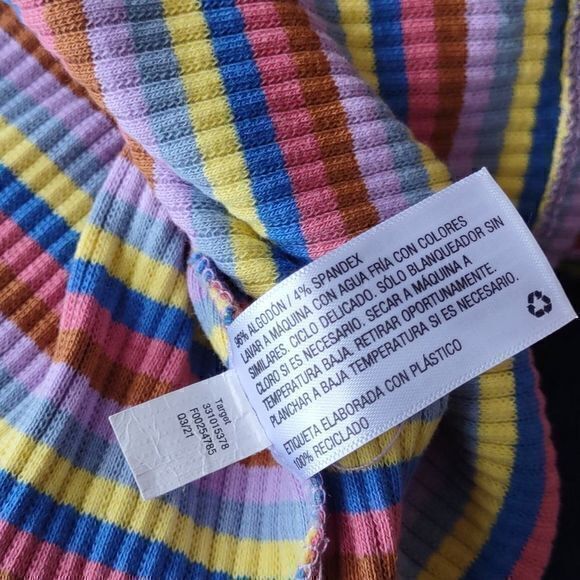 96% ALGODÓN / 4% SPANDEX
LAVAR A MÁQUINA CON AGUA FRÍA CON COLORES
SIMILARES. CICLO DELICADO. SOLO BLANQUEADOR SIN
CLORO SI ES NECESARIO. SECAR A MÁQUINA A
TEMPERATURA BAJA. RETIRAR OPORTUNAMENTE.
PLANCHAR A BAJA TEMPERATURA SI ES NECESARIO.
ETIQUETA ELABORADA CON PLÁSTICO
100% RECICLADO
Target
331015378
F00254785
Q3/21